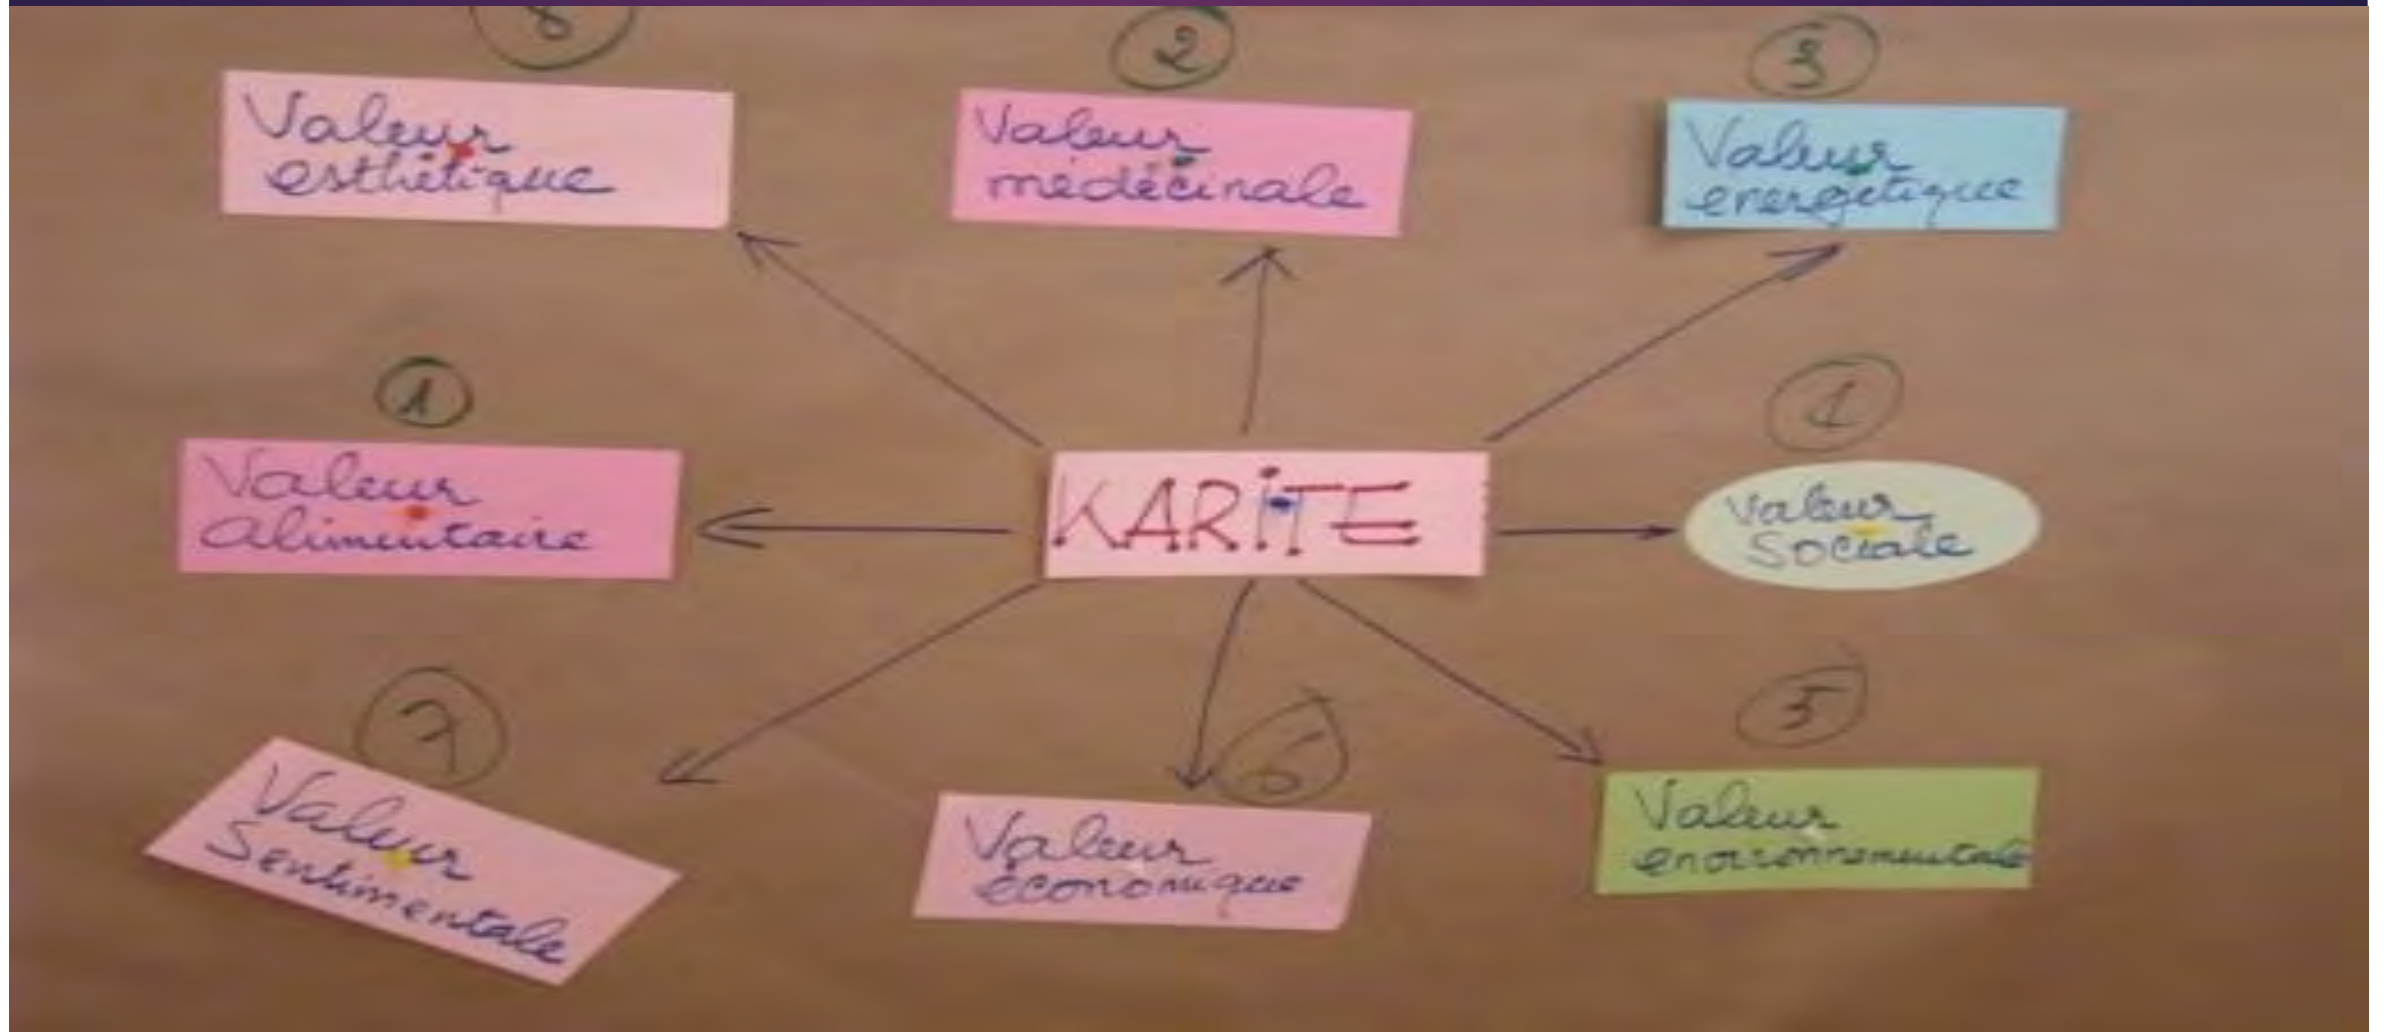 8
2
3
Valeur
esthétique
Valeur
médécinale
Valeur
energetique
1
4
Valeur
alimentaire
KARiTE
Valeur
Sociale
7
6
5
Valeur
Sentimentale
Valeur
économique
Valeur
environnementale